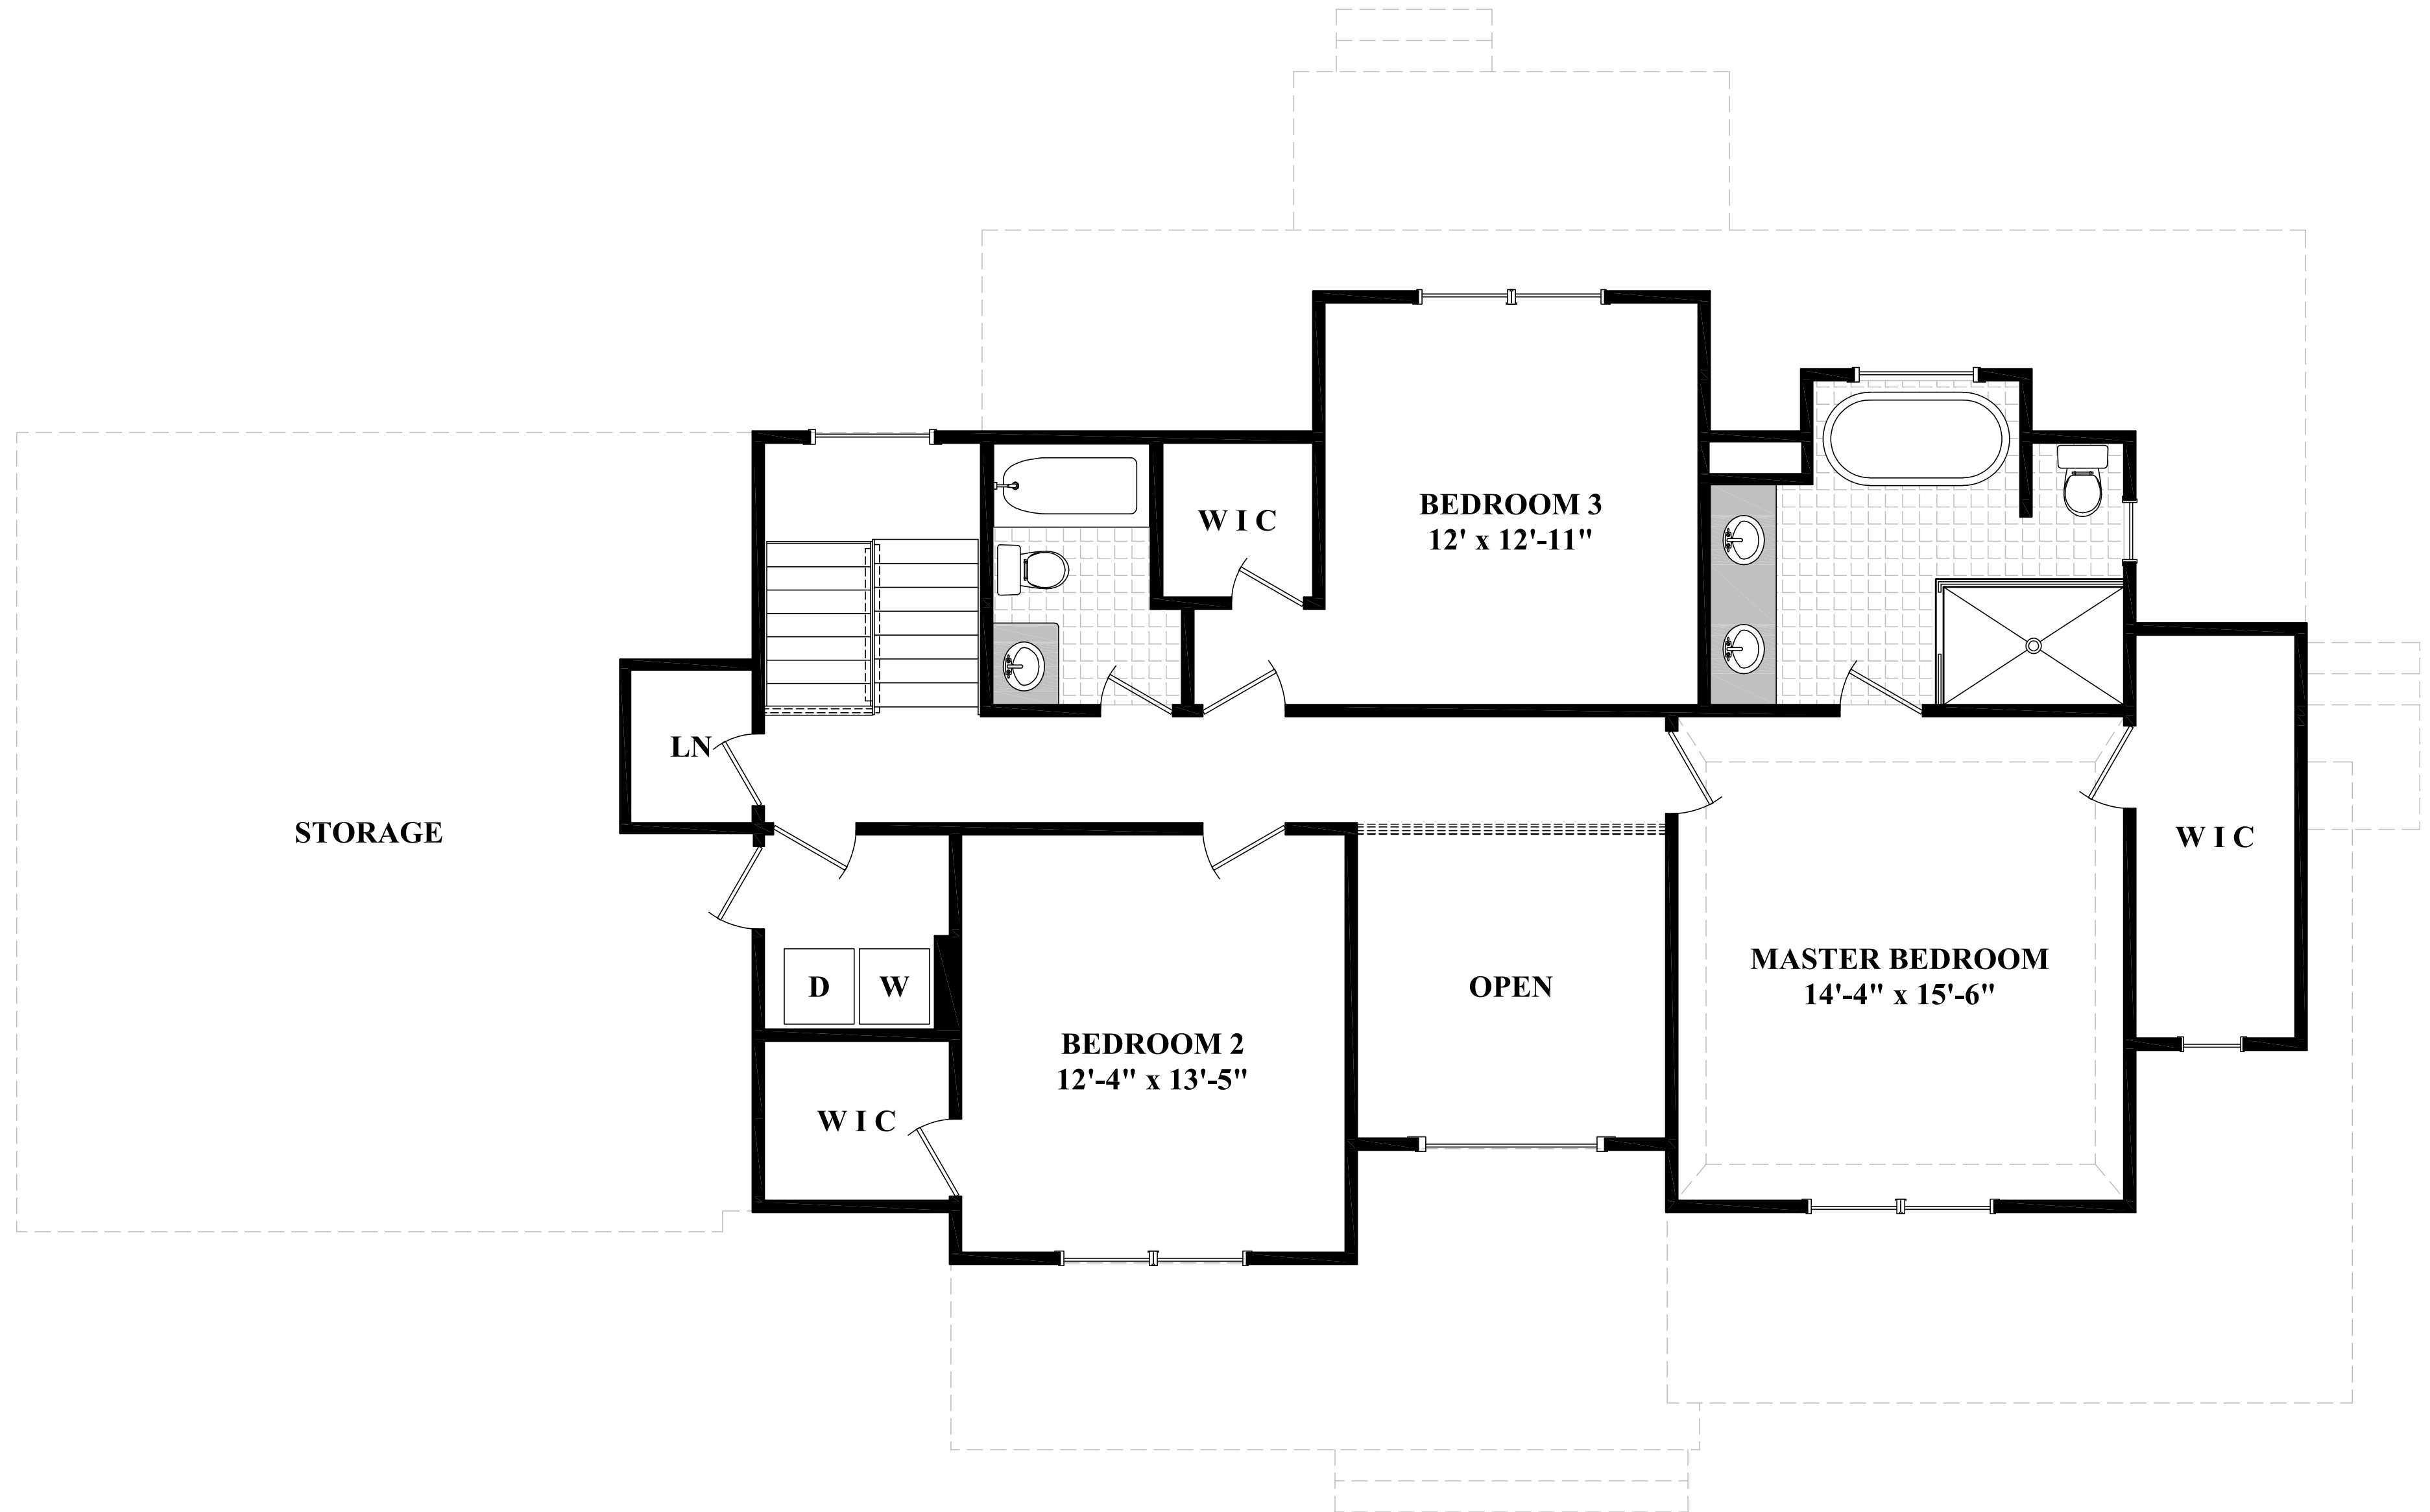 BEDROOM 3
12' x 12'-11"
W I C
LN
STORAGE
W I C
D
W
OPEN
MASTER BEDROOM
14'-4" x 15'-6"
BEDROOM 2
12'-4" x 13'-5"
W I C